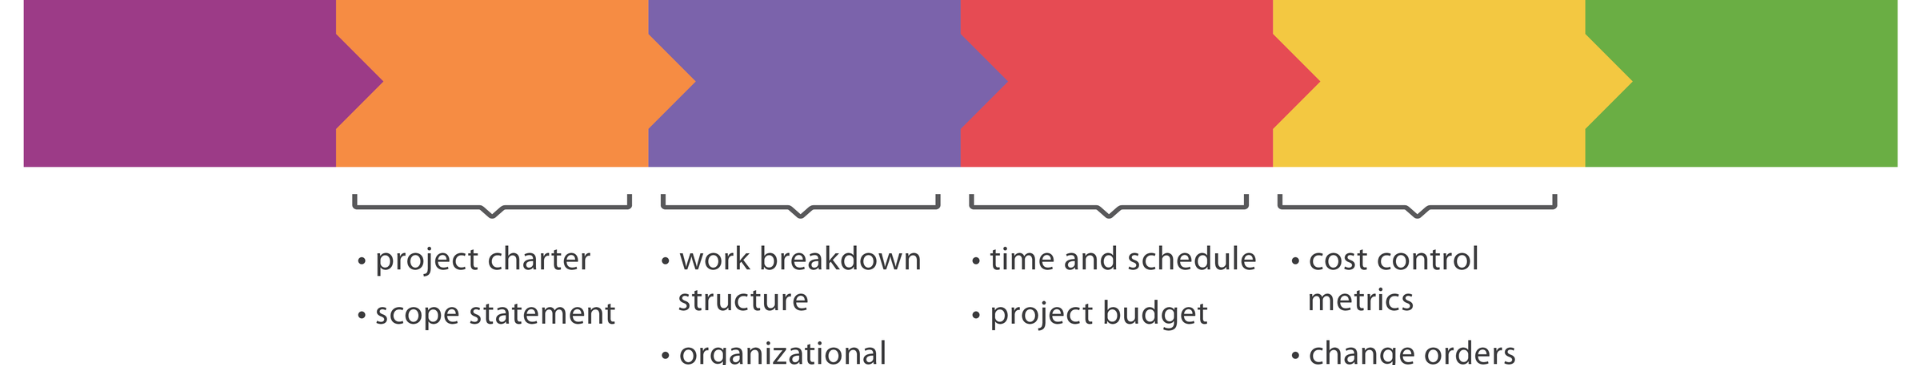 • project charter
• scope statement
• work breakdown
structure
• organizational
• time and schedule
• project budget
• cost control
metrics
• change orders